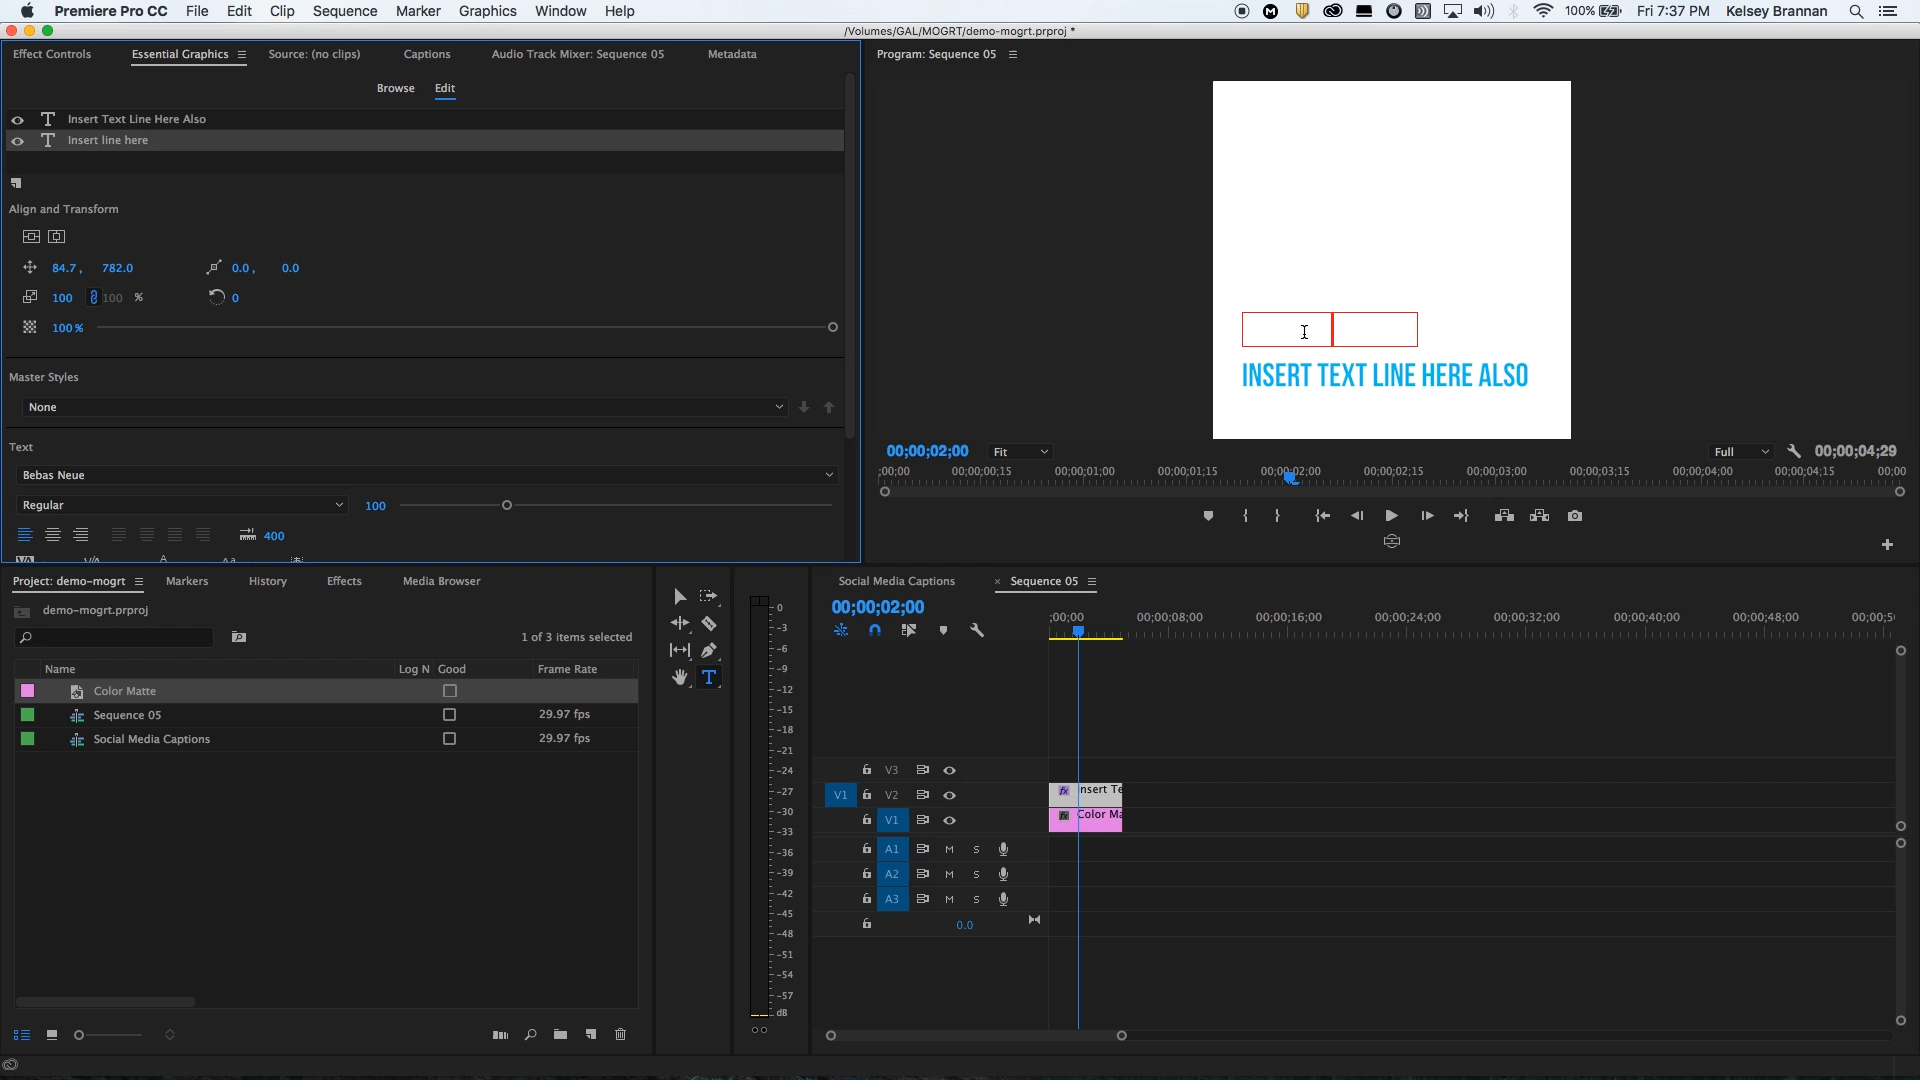 Premiere Pro CC File Edit Clip Sequence Marker Graphics Window Help 100% Fri 7:37 PM Kelsey Brannan
/Volumes/GAL/MOGRT/demo-mogrt.prproj *
Effect Controls Essential Graphics Source: (no clips) Captions Audio Track Mixer: Sequence 05 Metadata
Program: Sequence 05
Browse Edit
Insert Text Line Here Also
Insert line here
Align and Transform
84.7, 782.0 0.0, 0.0
100 100 % 0
100 %
Master Styles
None
Text
Bebas Neue
Regular 100
400
INSERT TEXT LINE HERE ALSO
00;00;02;00 Fit Full 00;00;04;29
;00;00 00;00;00;15 00;00;01;00 00;00;01;15 00;00;02;00 00;00;02;15 00;00;03;00 00;00;03;15 00;00;04;00 00;00;04;15 00;00
Project: demo-mogrt Markers History Effects Media Browser
demo-mogrt.prproj
1 of 3 items selected
Name Log N Good Frame Rate
Color Matte
Sequence 05 29.97 fps
Social Media Captions 29.97 fps
0
-3
-6
-9
-12
-15
-18
-21
-24
-27
-30
-33
-36
-39
-42
-45
-48
-51
-54
-57
dB
Social Media Captions × Sequence 05
00;00;02;00
;00;00 00;00;08;00 00;00;16;00 00;00;24;00 00;00;32;00 00;00;40;00 00;00;48;00 00;00;5
V3
V1 V2 nsert Te
V1 Color Ma
A1 M S
A2 M S
A3 M S
0.0